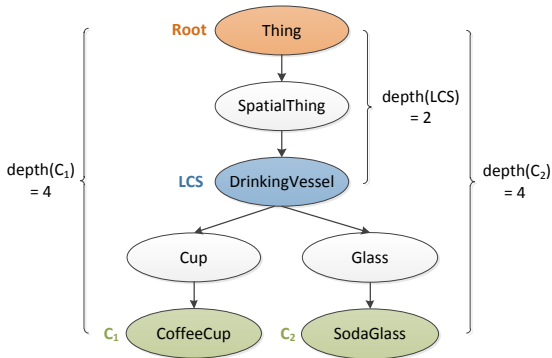 Root
Thing
SpatialThing
depth(LCS)
= 2
depth(C₁)
= 4
depth(C₂)
= 4
LCS
DrinkingVessel
Cup
Glass
C₁
CoffeeCup
C₂
SodaGlass